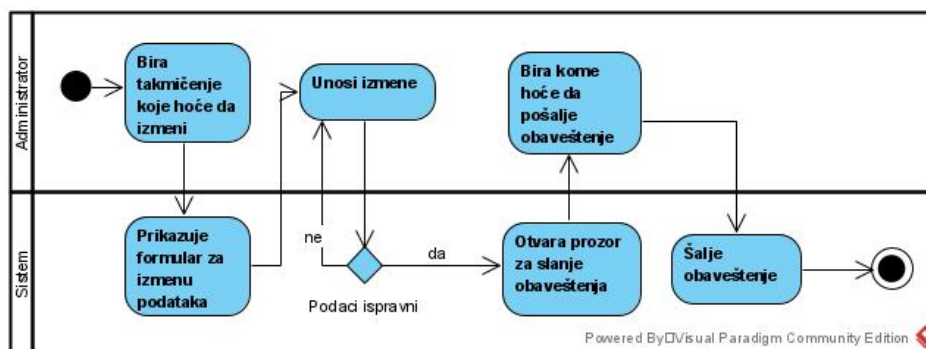 Administrator
Bira
takmičenje
koje hoće da
izmeni
Unosi izmene
Bira kome
hoće da
pošalje
obaveštenje
Sistem
Prikazuje
formular za
izmenu
podataka
ne
Podaci ispravni
da
Otvara prozor
za slanje
obaveštenja
Šalje
obaveštenje
Powered By□Visual Paradigm Community Edition